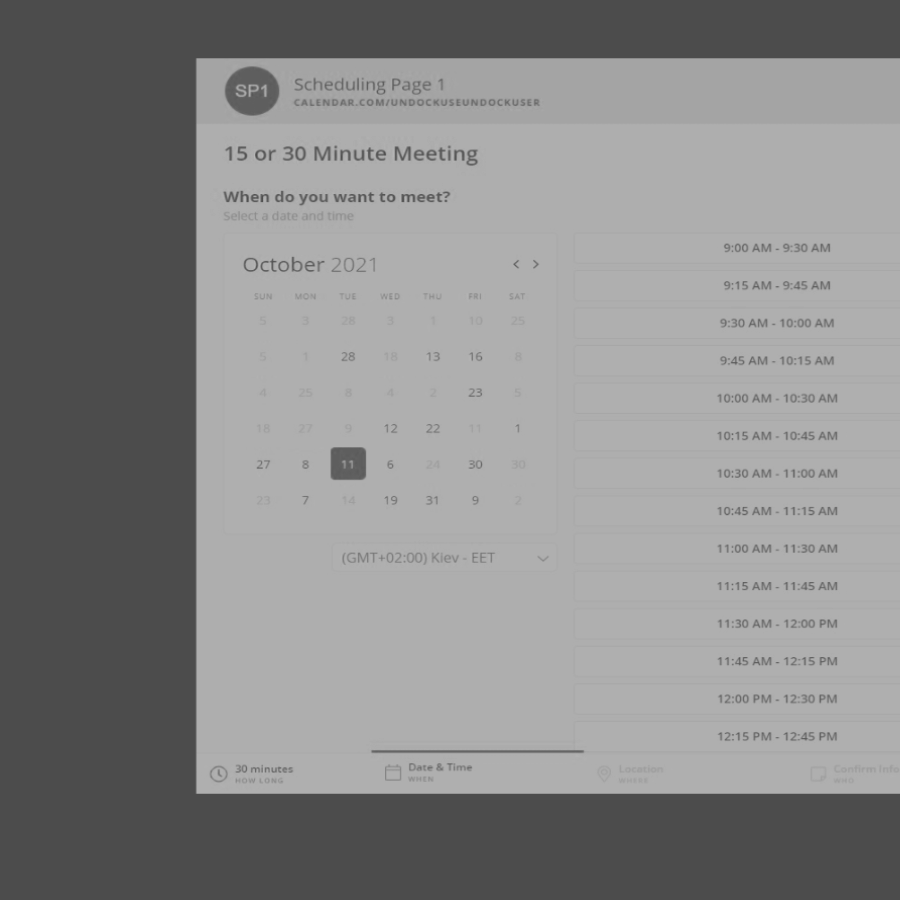 SP1
Scheduling Page 1
CALENDAR.COM/UNDOCKUSEUNDOCKUSER
15 or 30 Minute Meeting
When do you want to meet?
Select a date and time
October 2021
SUN MON TUE WED THU FRI SAT
5 3 28 3 1 10 25
5 1 28 18 13 16 8
4 25 8 4 2 23 5
18 27 9 12 22 11 1
27 8 11 6 24 30 30
23 7 14 19 31 9 2
(GMT+02:00) Kiev - EET
9:00 AM - 9:30 AM
9:15 AM - 9:45 AM
9:30 AM - 10:00 AM
9:45 AM - 10:15 AM
10:00 AM - 10:30 AM
10:15 AM - 10:45 AM
10:30 AM - 11:00 AM
10:45 AM - 11:15 AM
11:00 AM - 11:30 AM
11:15 AM - 11:45 AM
11:30 AM - 12:00 PM
11:45 AM - 12:15 PM
12:00 PM - 12:30 PM
12:15 PM - 12:45 PM
30 minutes
HOW LONG
Date & Time
WHEN
Location
WHERE
Confirm Info
WHO